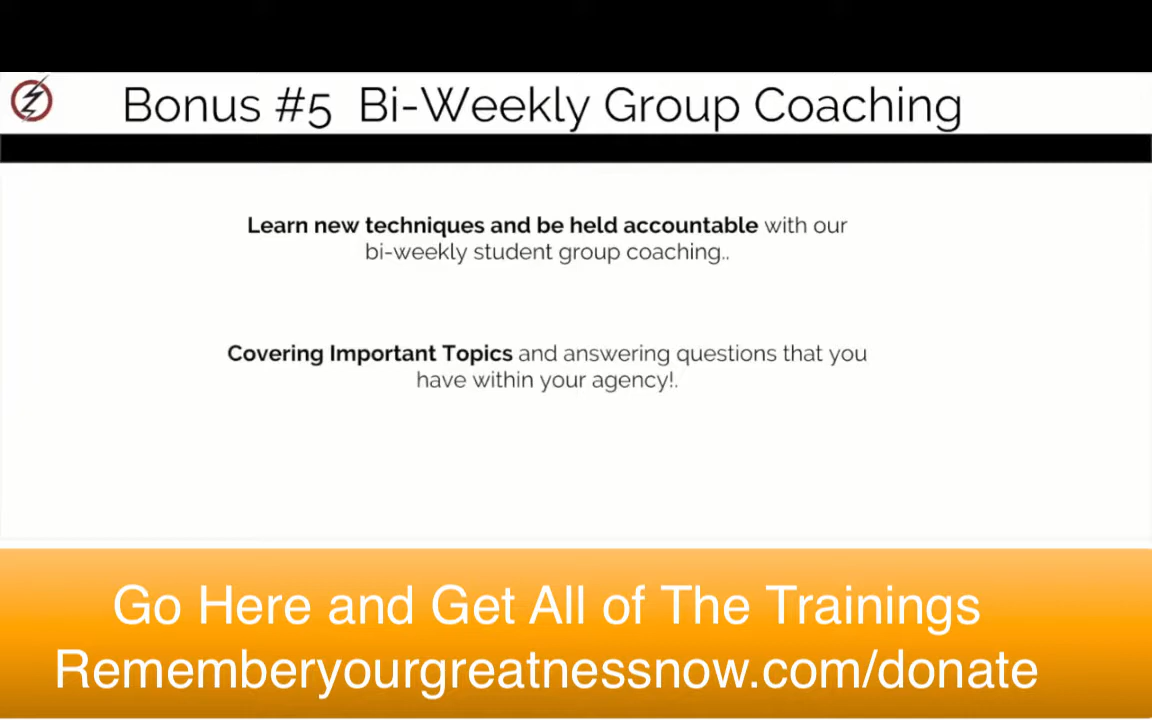 Bonus #5 Bi-Weekly Group Coaching
Learn new techniques and be held accountable with our
bi-weekly student group coaching..
Covering Important Topics and answering questions that you
have within your agency!.
Go Here and Get All of The Trainings
Rememberyourgreatnessnow.com/donate